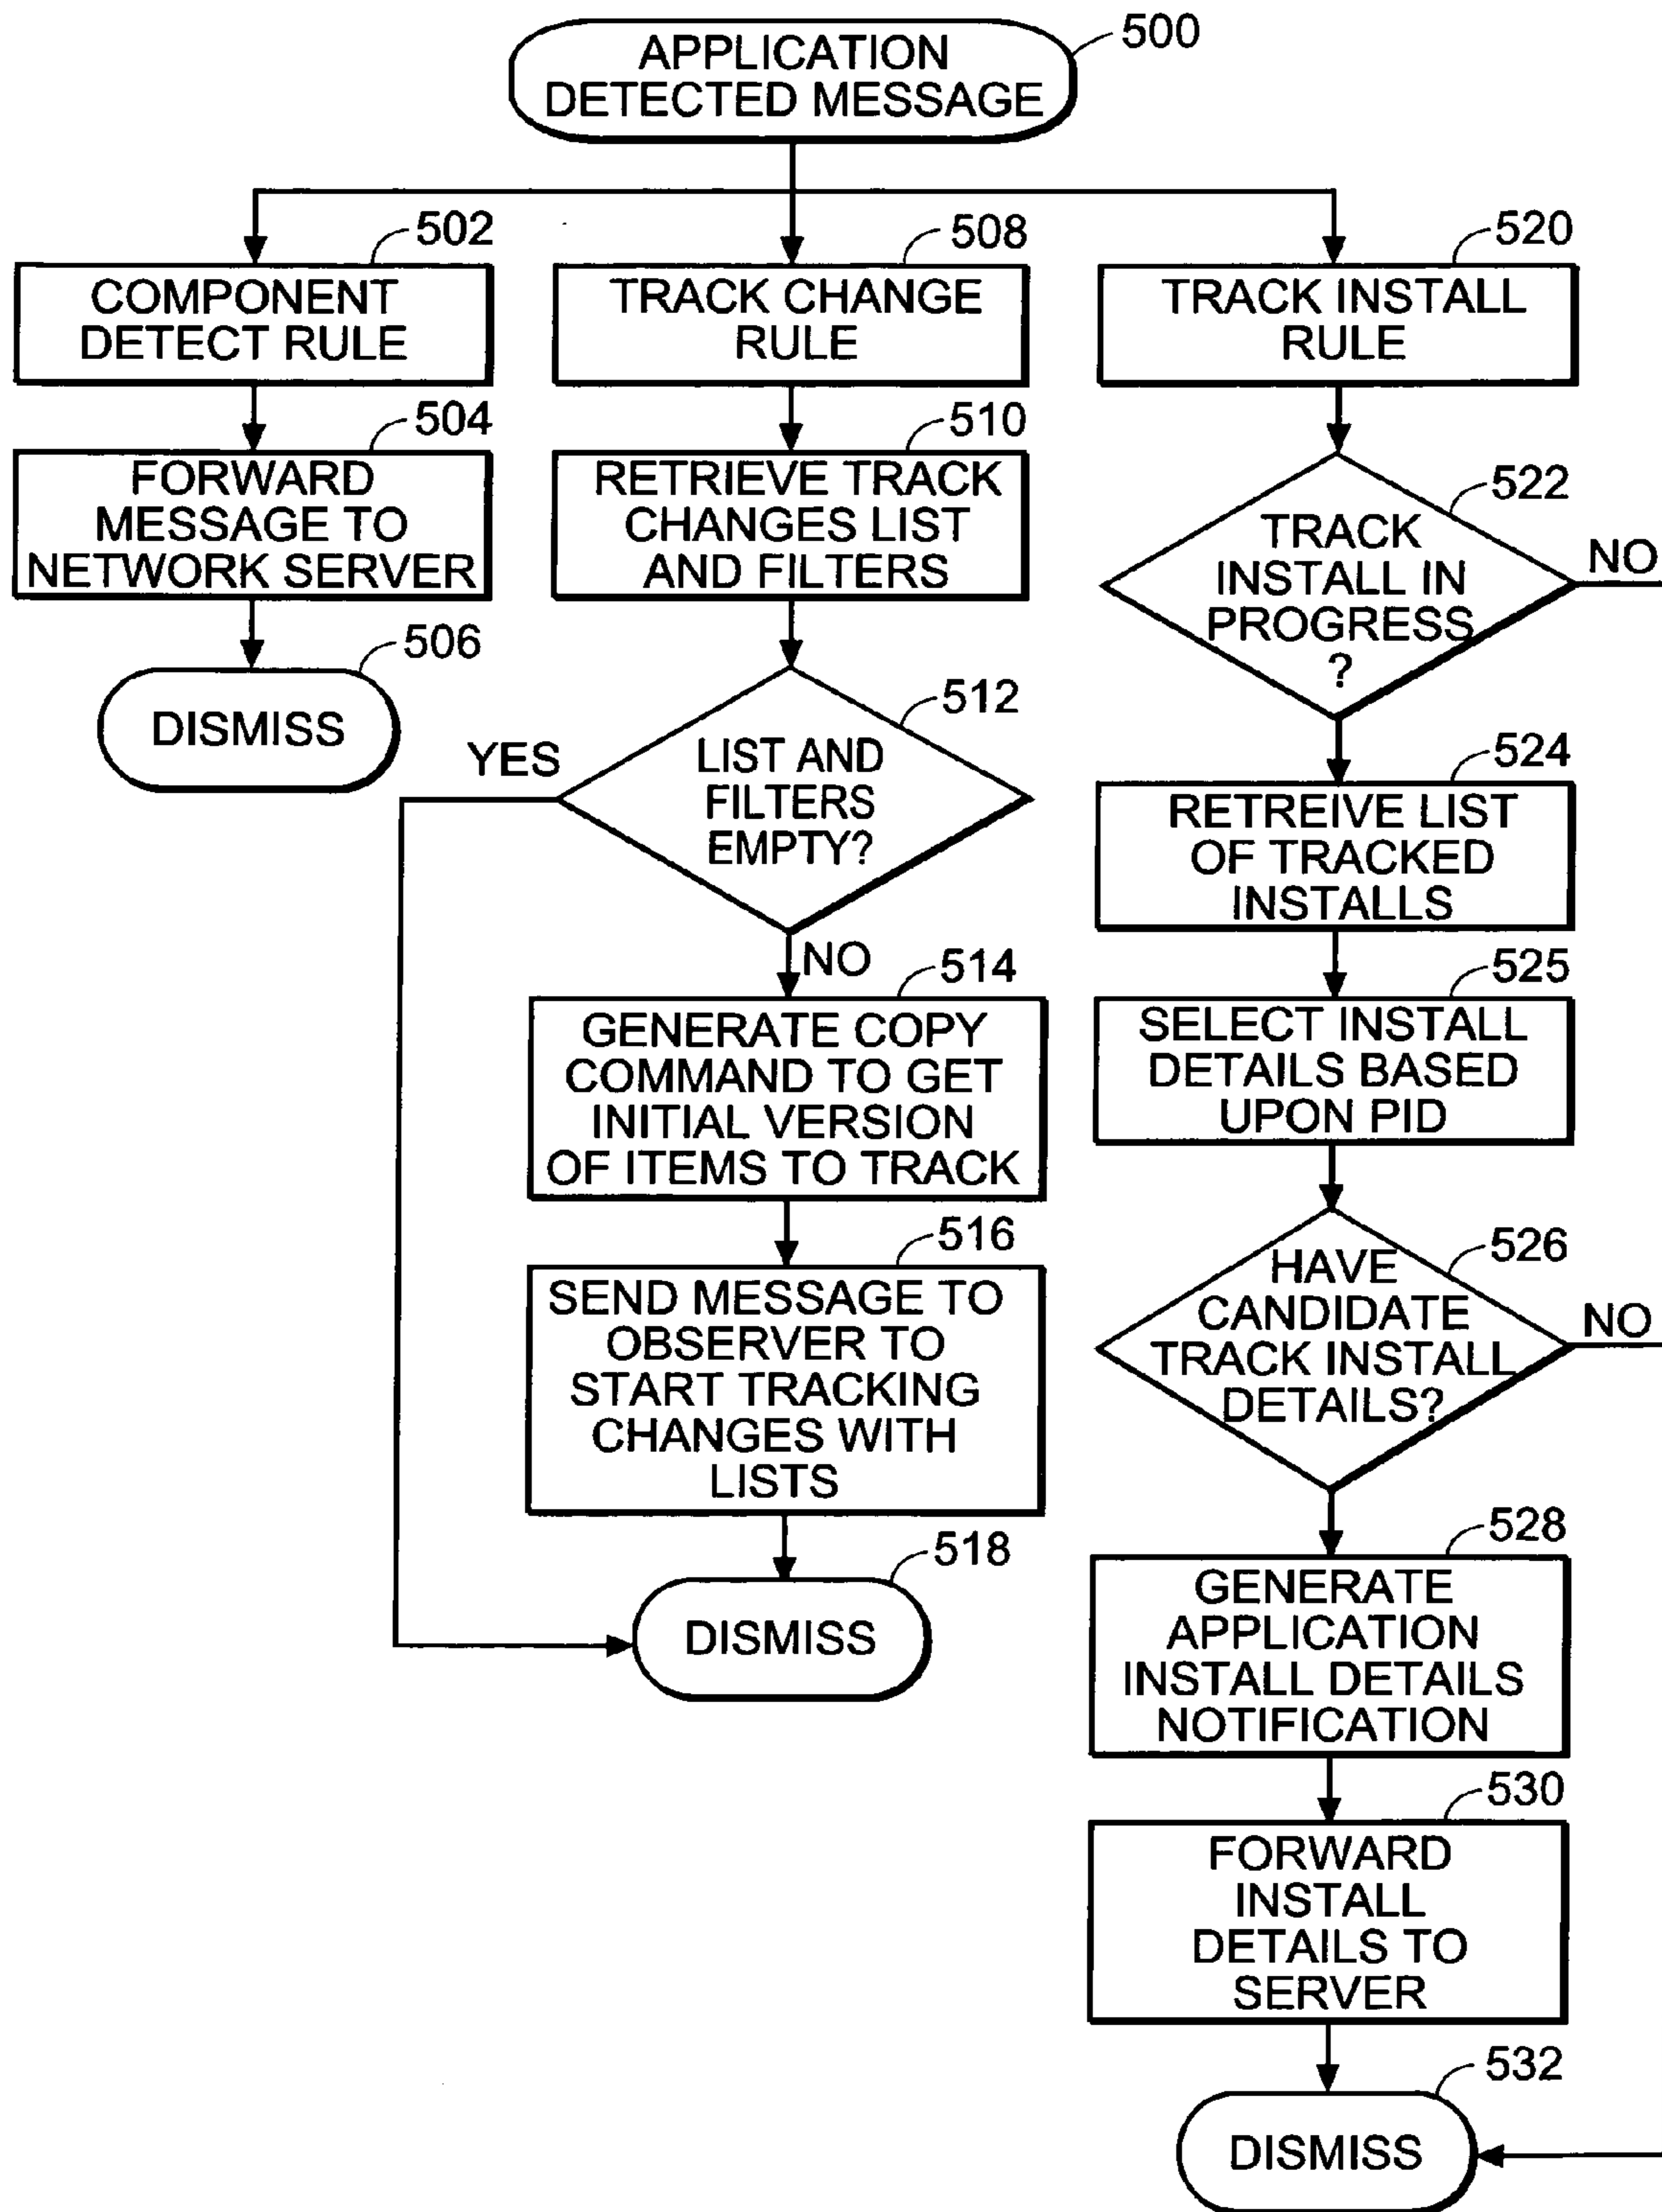 500
APPLICATION
DETECTED MESSAGE
502
COMPONENT
DETECT RULE
504
FORWARD
MESSAGE TO
NETWORK SERVER
506
DISMISS
508
TRACK CHANGE
RULE
510
RETRIEVE TRACK
CHANGES LIST
AND FILTERS
512
LIST AND
FILTERS
EMPTY?
YES
NO
514
GENERATE COPY
COMMAND TO GET
INITIAL VERSION
OF ITEMS TO TRACK
516
SEND MESSAGE TO
OBSERVER TO
START TRACKING
CHANGES WITH
LISTS
518
DISMISS
520
TRACK INSTALL
RULE
522
TRACK
INSTALL IN
PROGRESS
?
NO
524
RETREIVE LIST
OF TRACKED
INSTALLS
525
SELECT INSTALL
DETAILS BASED
UPON PID
526
HAVE
CANDIDATE
TRACK INSTALL
DETAILS?
NO
528
GENERATE
APPLICATION
INSTALL DETAILS
NOTIFICATION
530
FORWARD
INSTALL
DETAILS TO
SERVER
532
DISMISS